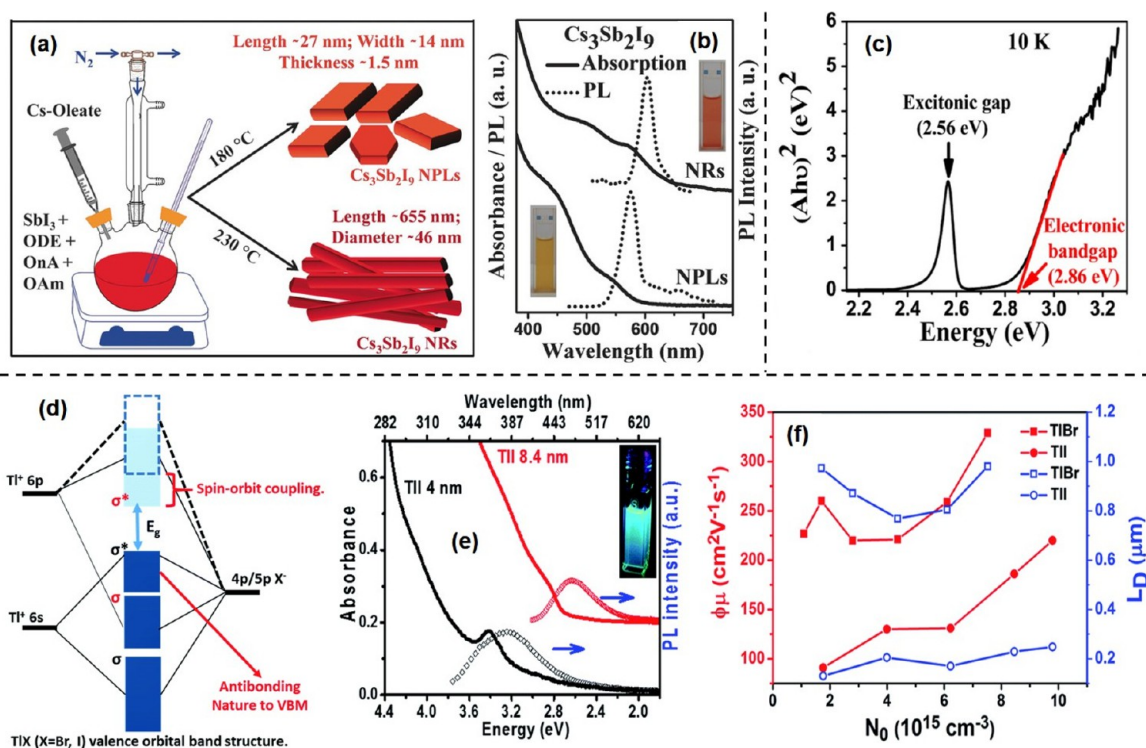 (a)
N₂
Cs-Oleate
SbI₃ +
ODE +
OnA +
OAm
180 °C
230 °C
Length ~27 nm; Width ~14 nm
Thickness ~1.5 nm
Cs₃Sb₂I₉ NPLs
Length ~655 nm;
Diameter ~46 nm
Cs₃Sb₂I₉ NRs
(b)
Cs₃Sb₂I₉
Absorption
PL
NRs
NPLs
Absorbance / PL (a. u.)
PL Intensity (a. u.)
400 500 600 700
Wavelength (nm)
(c)
10 K
Excitonic gap
(2.56 eV)
Electronic
bandgap
(2.86 eV)
(Ahυ)² (eV)²
6
5
4
3
2
1
0
2.2 2.4 2.6 2.8 3.0 3.2
Energy (eV)
(d)
Tl⁺ 6p
Spin-orbit coupling.
σ*
E_g
σ*
4p/5p X⁻
σ
Tl⁺ 6s
σ
Antibonding
Nature to VBM
TlX (X=Br, I) valence orbital band structure.
Wavelength (nm)
282 310 344 387 443 517 620
TlI 8.4 nm
TlI 4 nm
(e)
Absorbance
PL intensity (a.u.)
0.6
0.4
0.2
0.0
4.4 4.0 3.6 3.2 2.8 2.4 2.0
Energy (eV)
(f)
TlBr
TlI
TlBr
TlI
ϕμ (cm²V⁻¹s⁻¹)
350
300
250
200
150
100
L_D (μm)
1.2
1.0
0.8
0.6
0.4
0.2
0 2 4 6 8 10
N₀ (10¹⁵ cm⁻³)